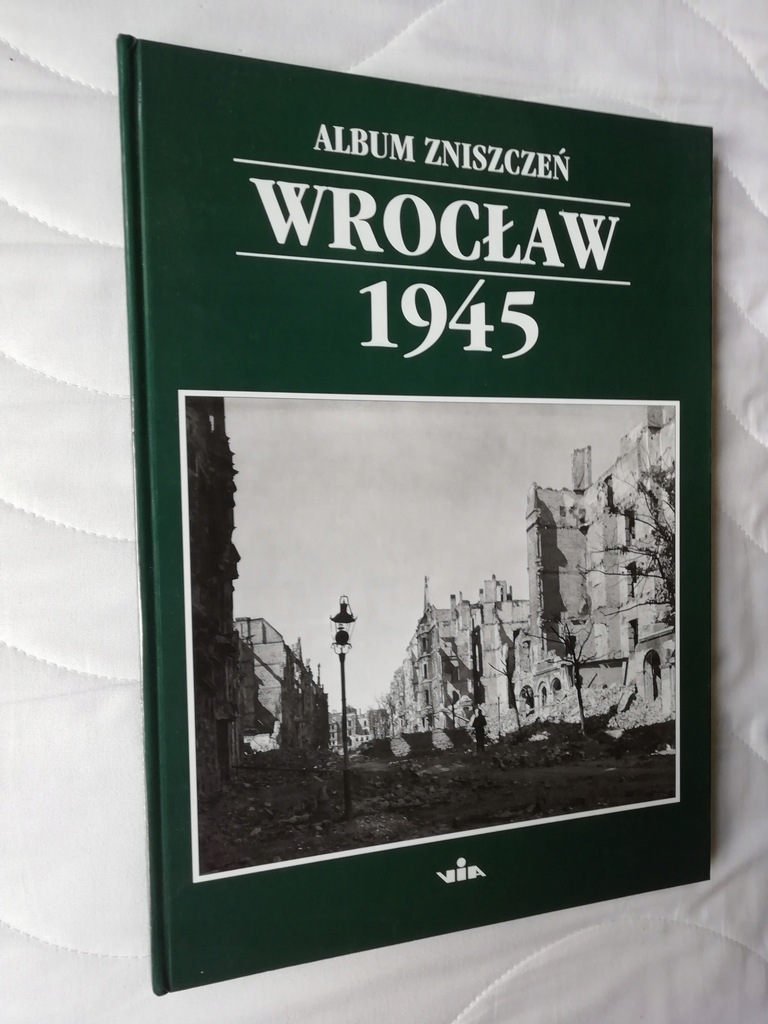 ALBUM ZNISZCZEŃ
WROCŁAW
1945
VIA